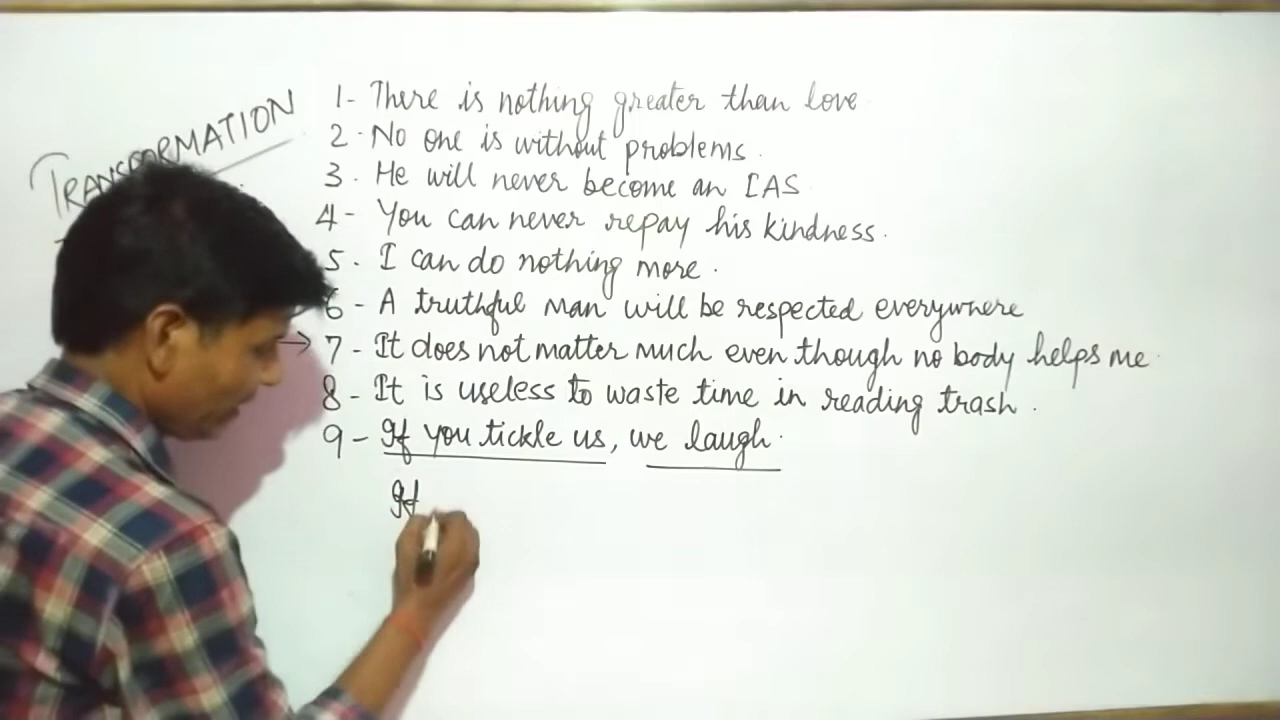 TRANSFORMATION
1- There is nothing greater than love
2- No one is without problems.
3. He will never become an IAS
4- You can never repay his kindness.
5. I can do nothing more.
6- A truthful man will be respected everywhere
→ 7- It does not matter much even though no body helps me.
8- It is useless to waste time in reading trash.
9- If you tickle us, we laugh.
If